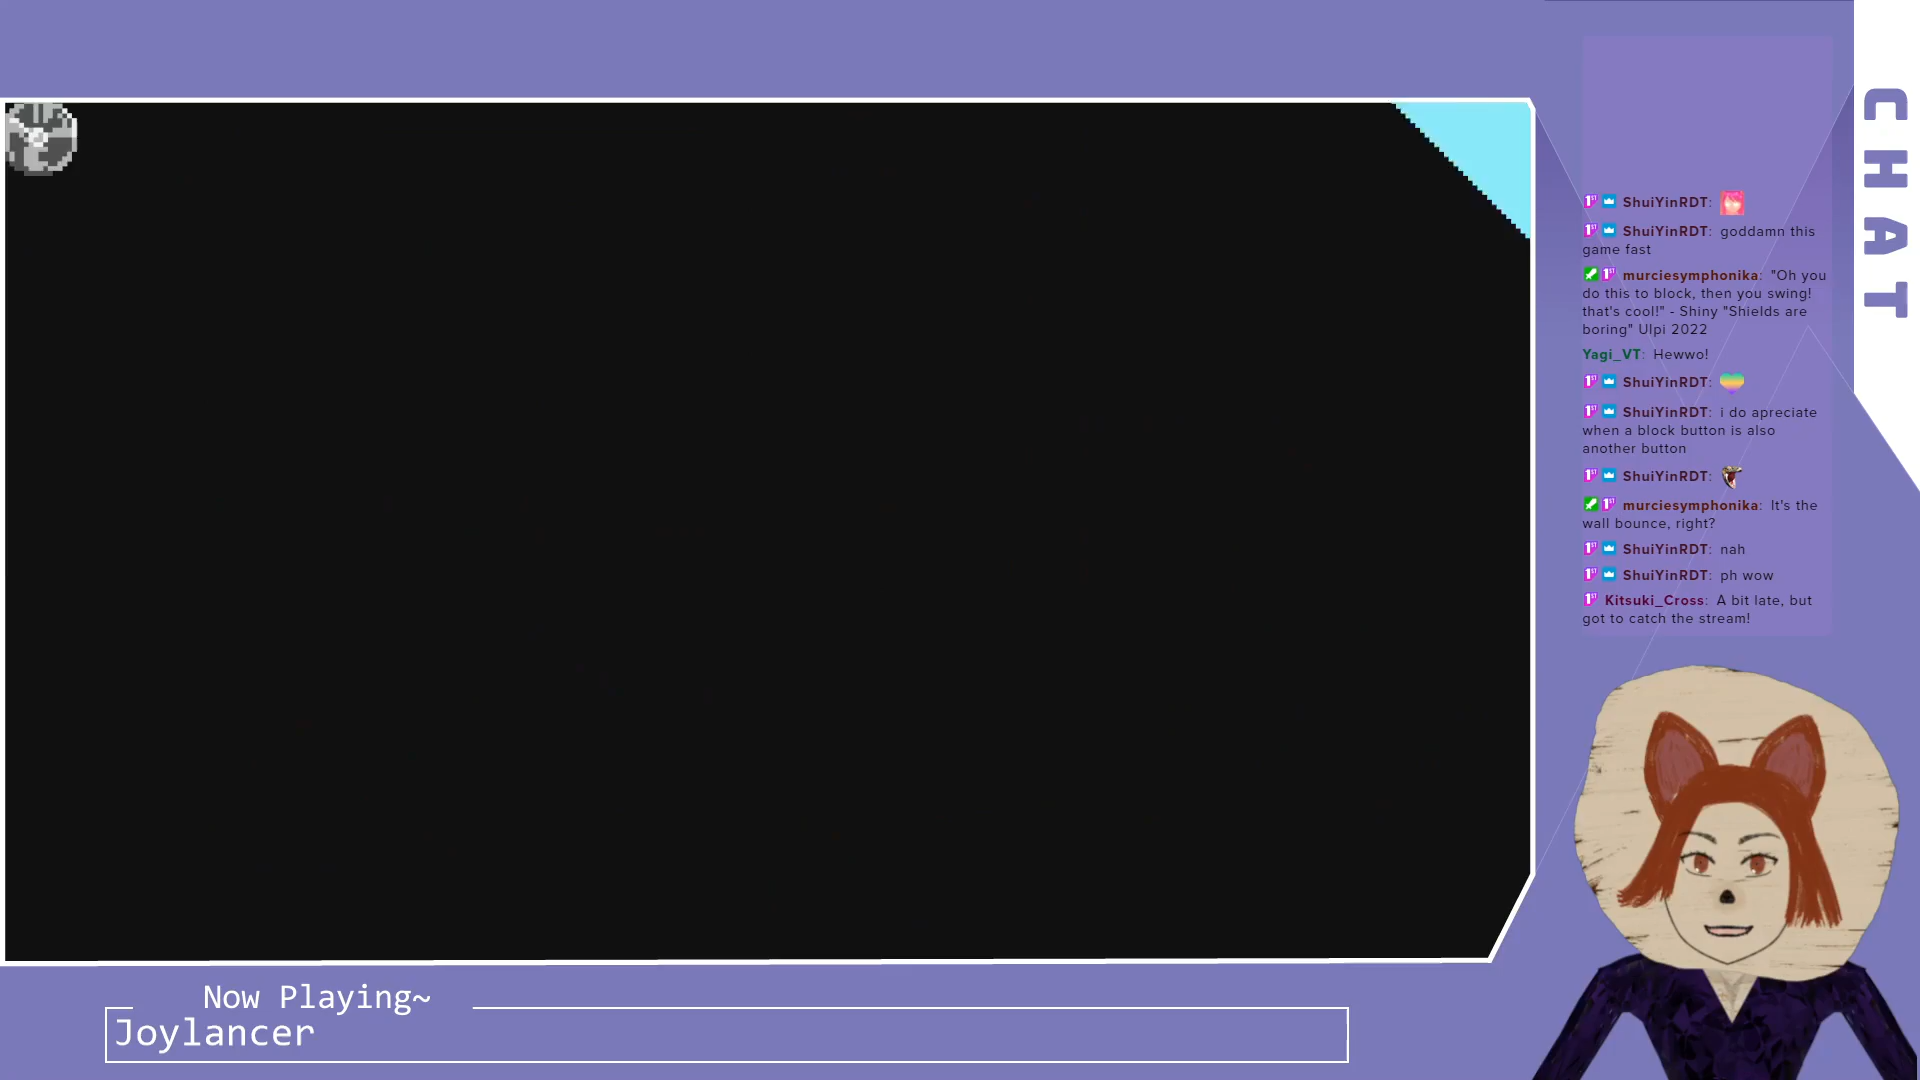 CHAT
ShuiYinRDT:
ShuiYinRDT: goddamn this
game fast
murciesymphonika: "Oh you
do this to block, then you swing!
that's cool!" - Shiny "Shields are
boring" Ulpi 2022
Yagi_VT: Hewwo!
ShuiYinRDT:
ShuiYinRDT: i do apreciate
when a block button is also
another button
ShuiYinRDT:
murciesymphonika: It's the
wall bounce, right?
ShuiYinRDT: nah
ShuiYinRDT: ph wow
Kitsuki_Cross: A bit late, but
got to catch the stream!
Now Playing~
Joylancer